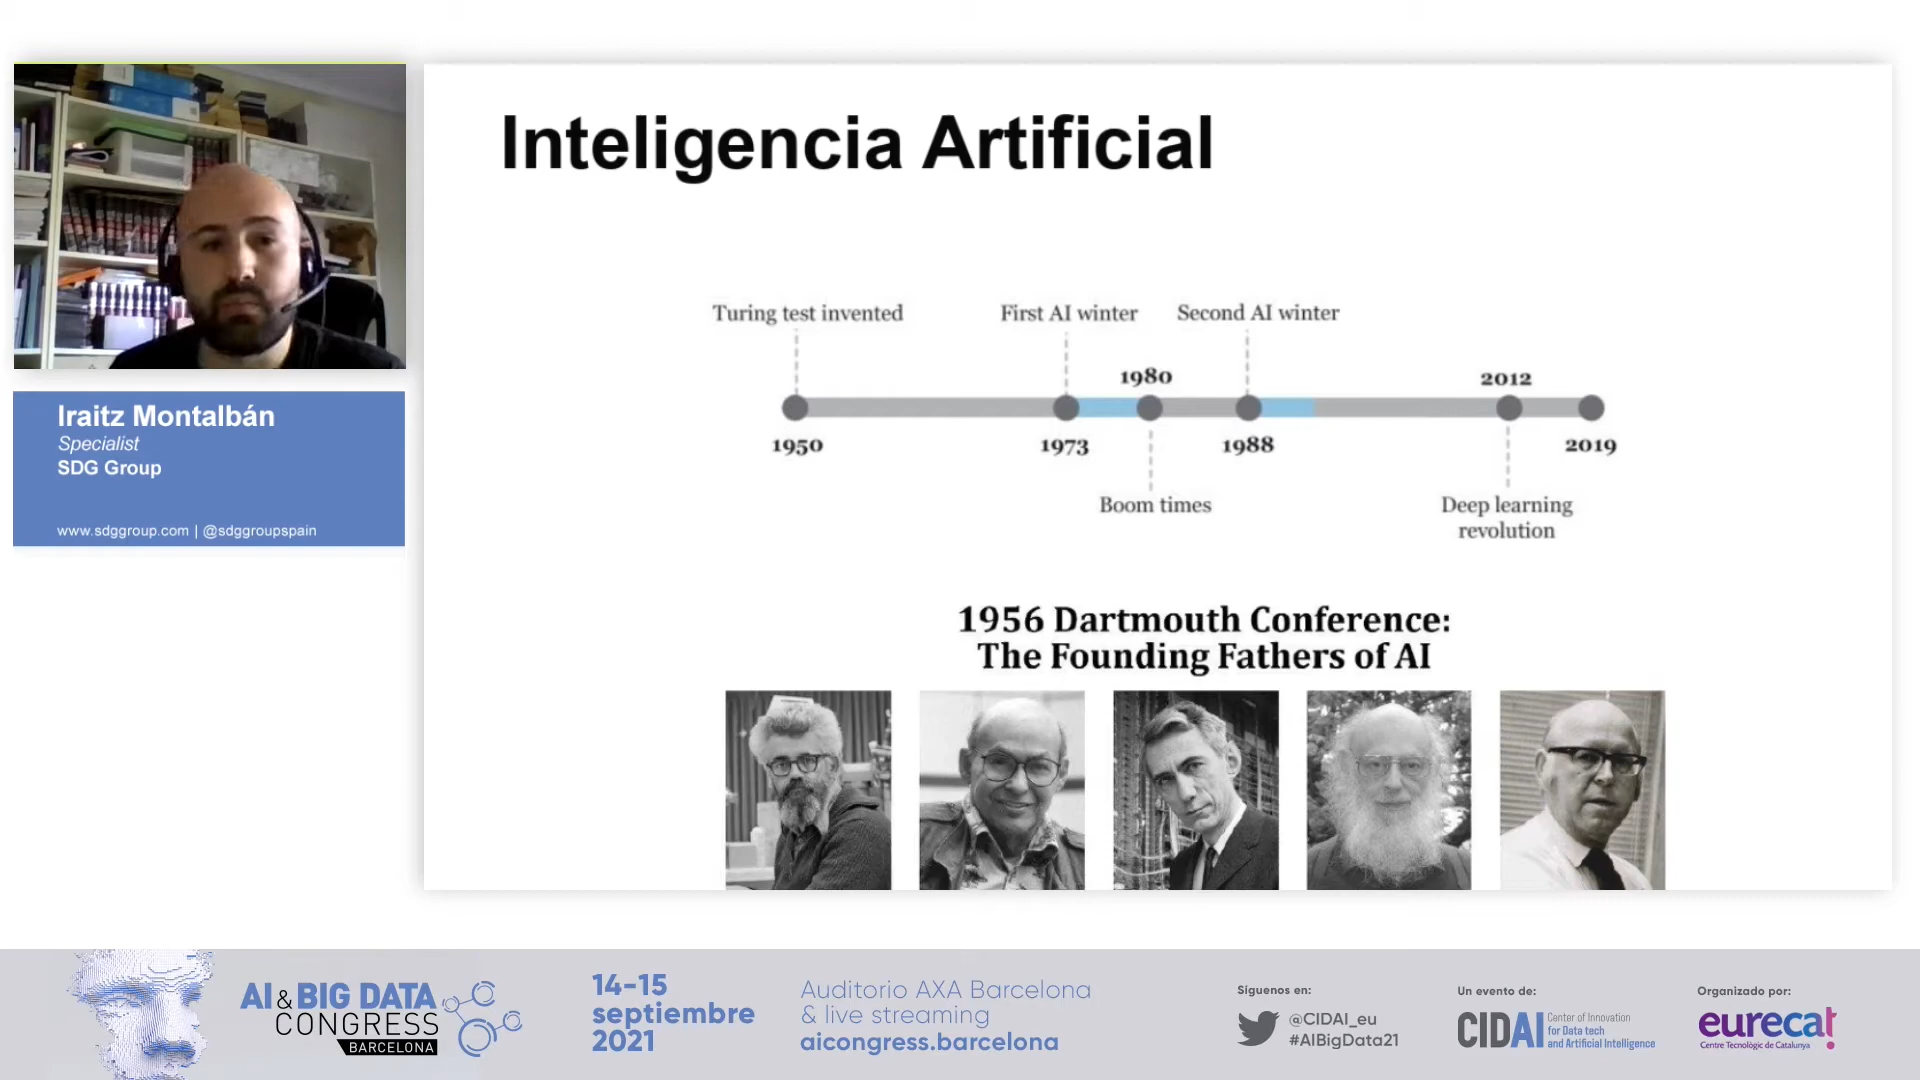 Inteligencia Artificial
Turing test invented
First AI winter
Second AI winter
1980
2012
1950
1973
1988
2019
Boom times
Deep learning
revolution
1956 Dartmouth Conference:
The Founding Fathers of AI
Iraitz Montalbán
Specialist
SDG Group
www.sdggroup.com | @sdggroupspain
AI & BIG DATA
CONGRESS
BARCELONA
14-15
septiembre
2021
Auditorio AXA Barcelona
& live streaming
aicongress.barcelona
Síguenos en:
@CIDAI_eu
#AIBigData21
Un evento de:
CIDAI
Center of Innovation
for Data tech
and Artificial Intelligence
Organizado por:
eurecat
Centre Tecnològic de Catalunya